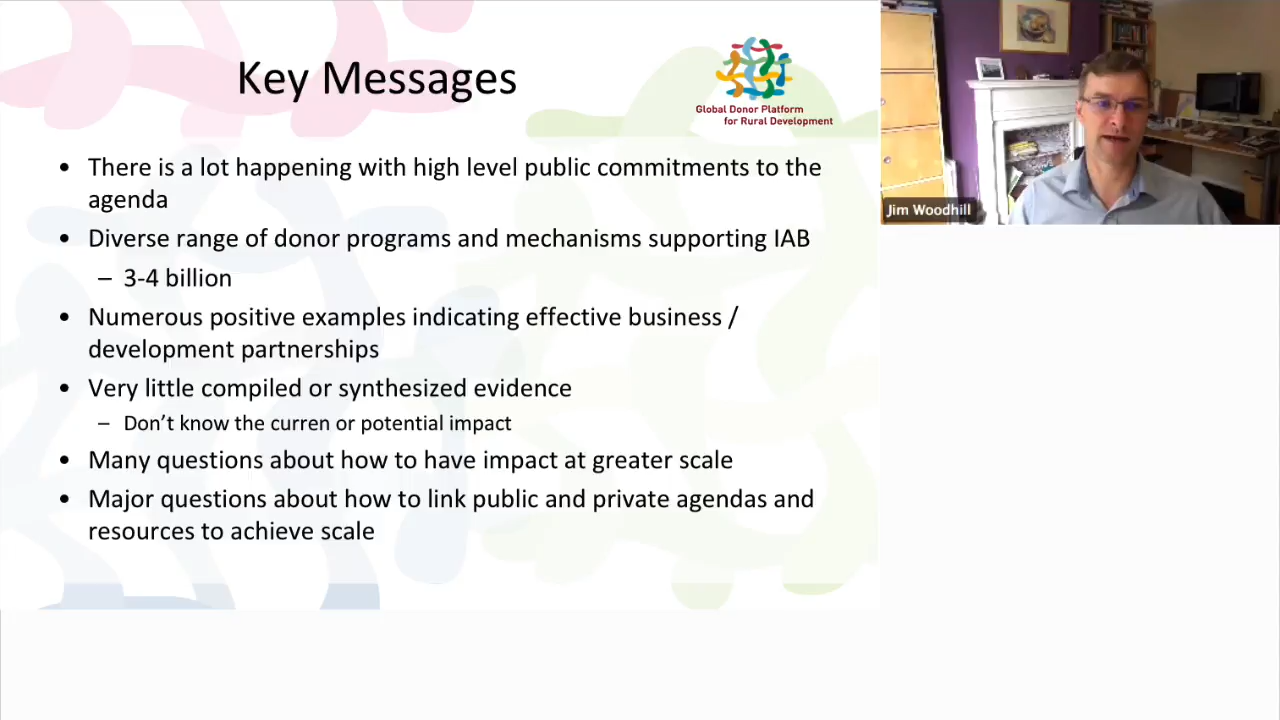 Key Messages
Global Donor Platform
for Rural Development
• There is a lot happening with high level public commitments to the
agenda
• Diverse range of donor programs and mechanisms supporting IAB
– 3-4 billion
• Numerous positive examples indicating effective business /
development partnerships
• Very little compiled or synthesized evidence
– Don’t know the curren or potential impact
• Many questions about how to have impact at greater scale
• Major questions about how to link public and private agendas and
resources to achieve scale
Jim Woodhill